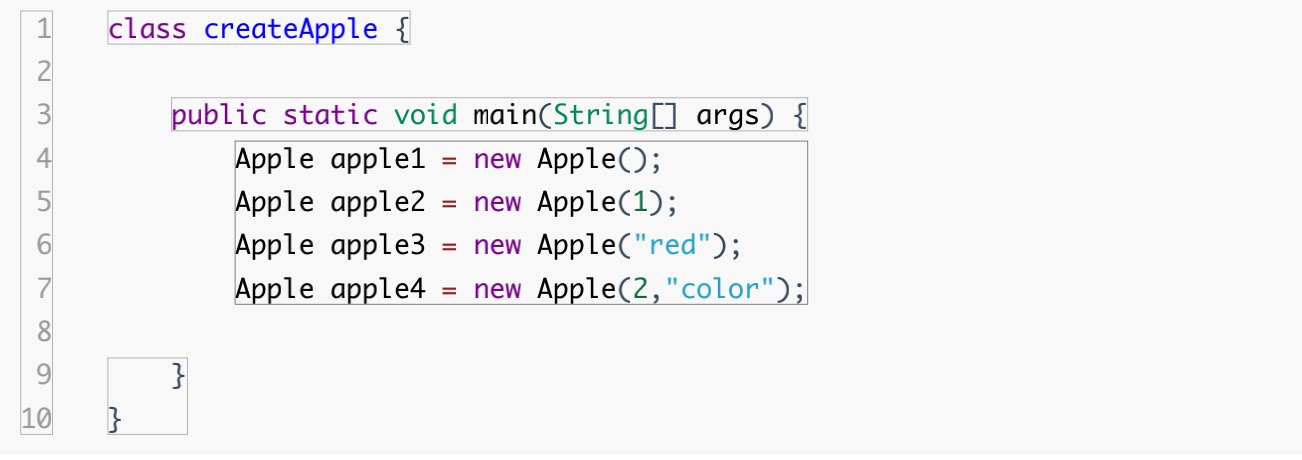 1 class createApple {
2
3 public static void main(String[] args) {
4 Apple apple1 = new Apple();
5 Apple apple2 = new Apple(1);
6 Apple apple3 = new Apple("red");
7 Apple apple4 = new Apple(2,"color");
8
9 }
10 }